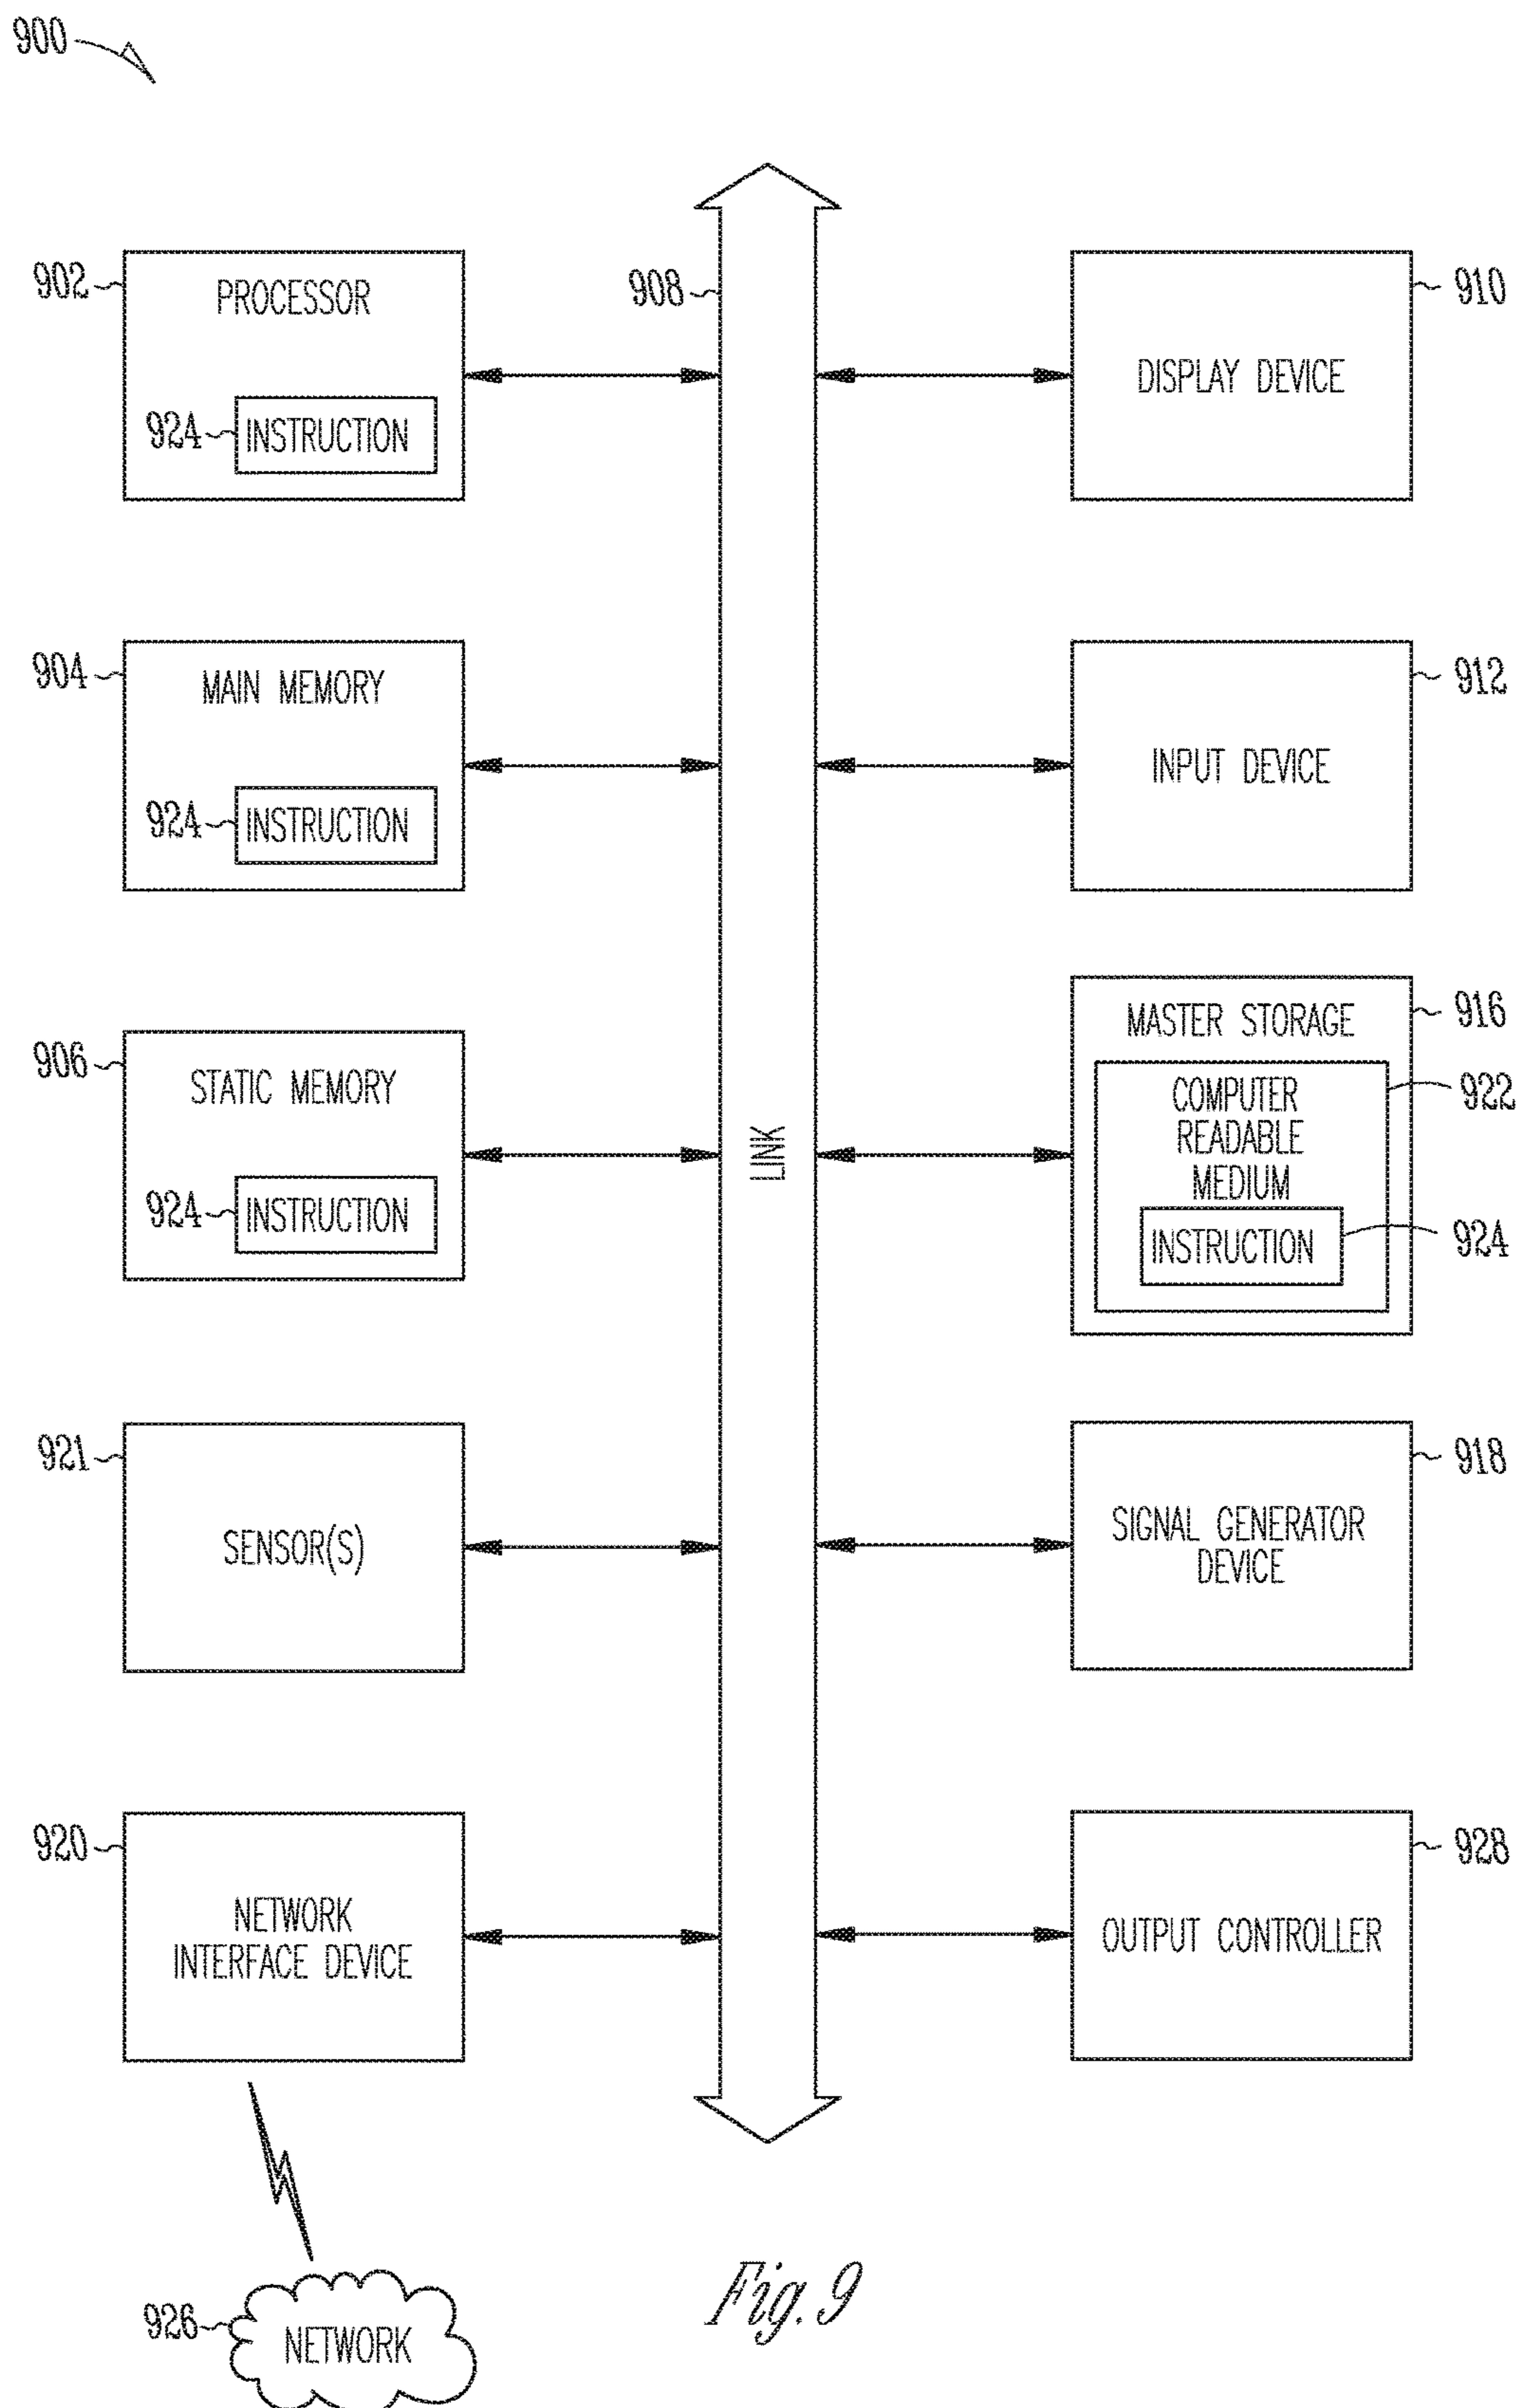 900
902
PROCESSOR
924
INSTRUCTION
908
910
DISPLAY DEVICE
904
MAIN MEMORY
924
INSTRUCTION
912
INPUT DEVICE
906
STATIC MEMORY
924
INSTRUCTION
LINK
916
MASTER STORAGE
922
COMPUTER
READABLE
MEDIUM
INSTRUCTION
924
921
SENSOR(S)
918
SIGNAL GENERATOR
DEVICE
920
NETWORK
INTERFACE DEVICE
928
OUTPUT CONTROLLER
926
NETWORK
Fig. 9